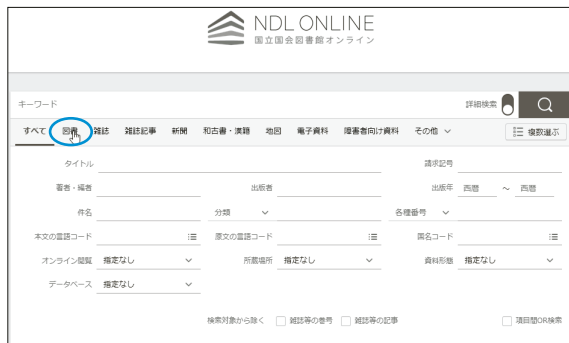 NDL ONLINE
国立国会図書館オンライン
キーワード 詳細検索
すべて 図書 雑誌 雑誌記事 新聞 和古書・漢籍 地図 電子資料 障害者向け資料 その他 複数選ぶ
タイトル 請求記号
著者・編者 出版者 出版年 西暦 ～ 西暦
件名 分類 各種番号
本文の言語コード 原文の言語コード 国名コード
オンライン閲覧 指定なし 所蔵場所 指定なし 資料形態 指定なし
データベース 指定なし
検索対象から除く 雑誌等の巻号 雑誌等の記事 項目間OR検索